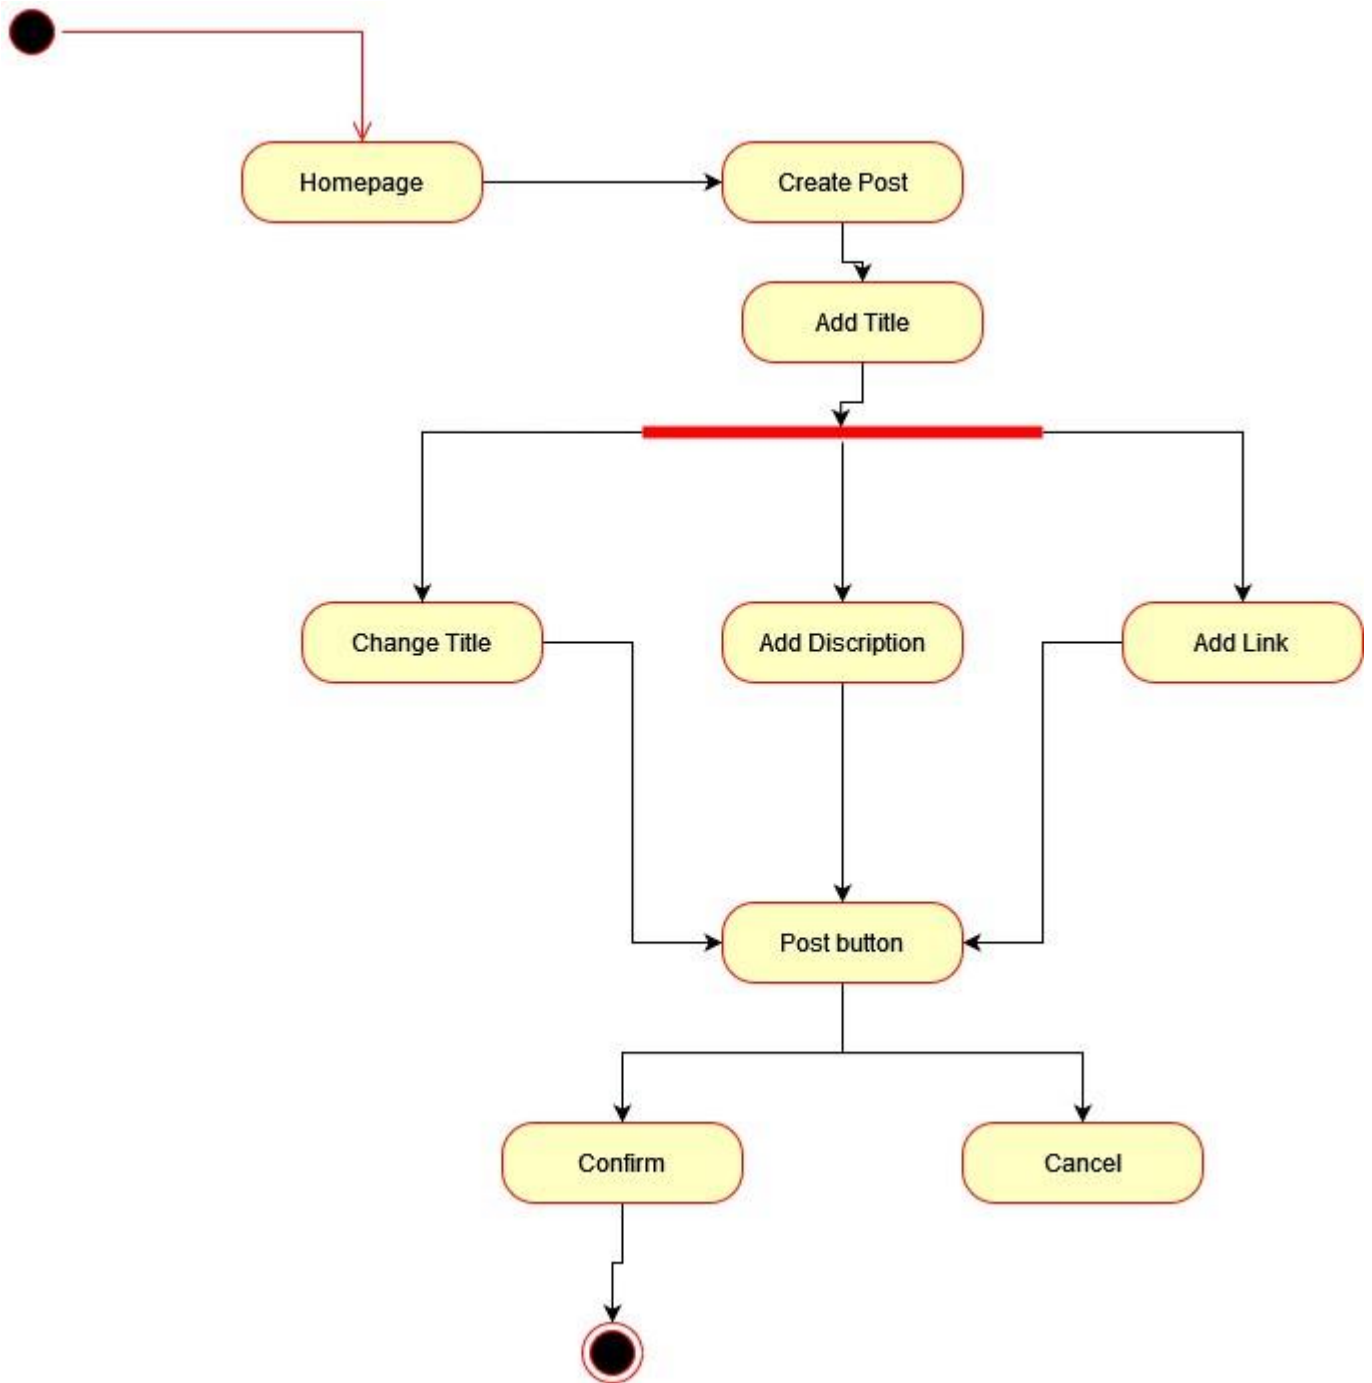 Homepage
Create Post
Add Title
Change Title
Add Discription
Add Link
Post button
Confirm
Cancel